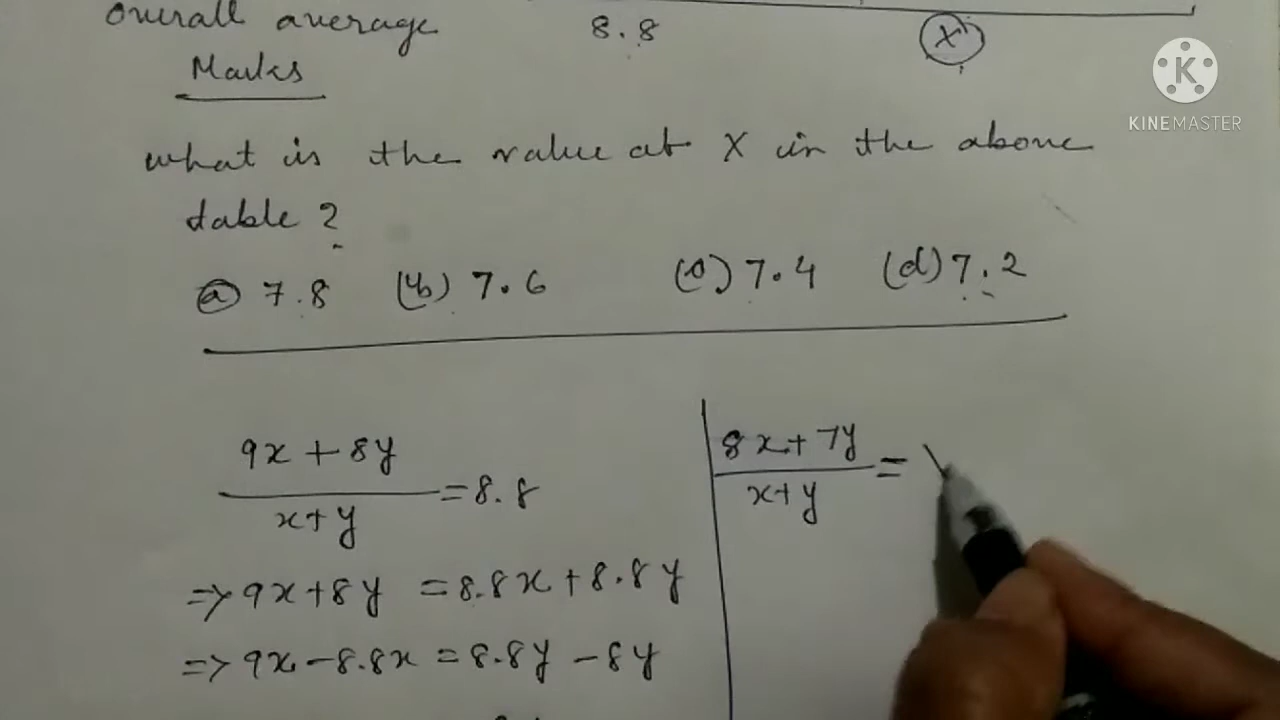 Overall average 8.8 X
Marks
K
KINEMASTER
what is the value at X in the above
table ?
(a) 7.8 (b) 7.6 (c) 7.4 (d) 7.2
9x + 8y
x+y
=8.8
8x+7y
x+y
=
=> 9x+8y = 8.8x + 8.8y
=> 9x - 8.8x = 8.8y - 8y